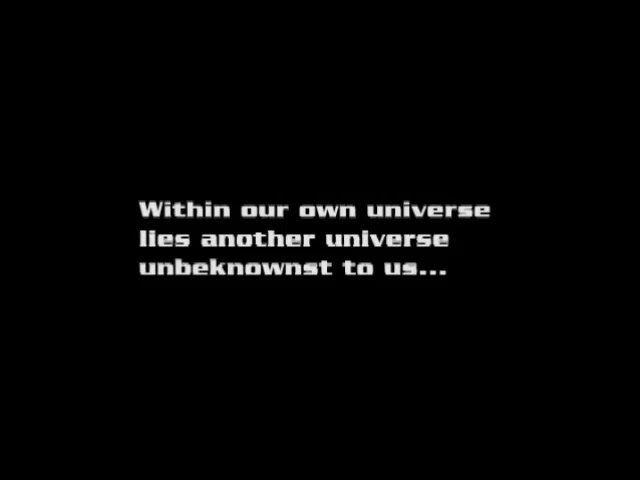 Within our own universe
lies another universe
unbeknownst to us...